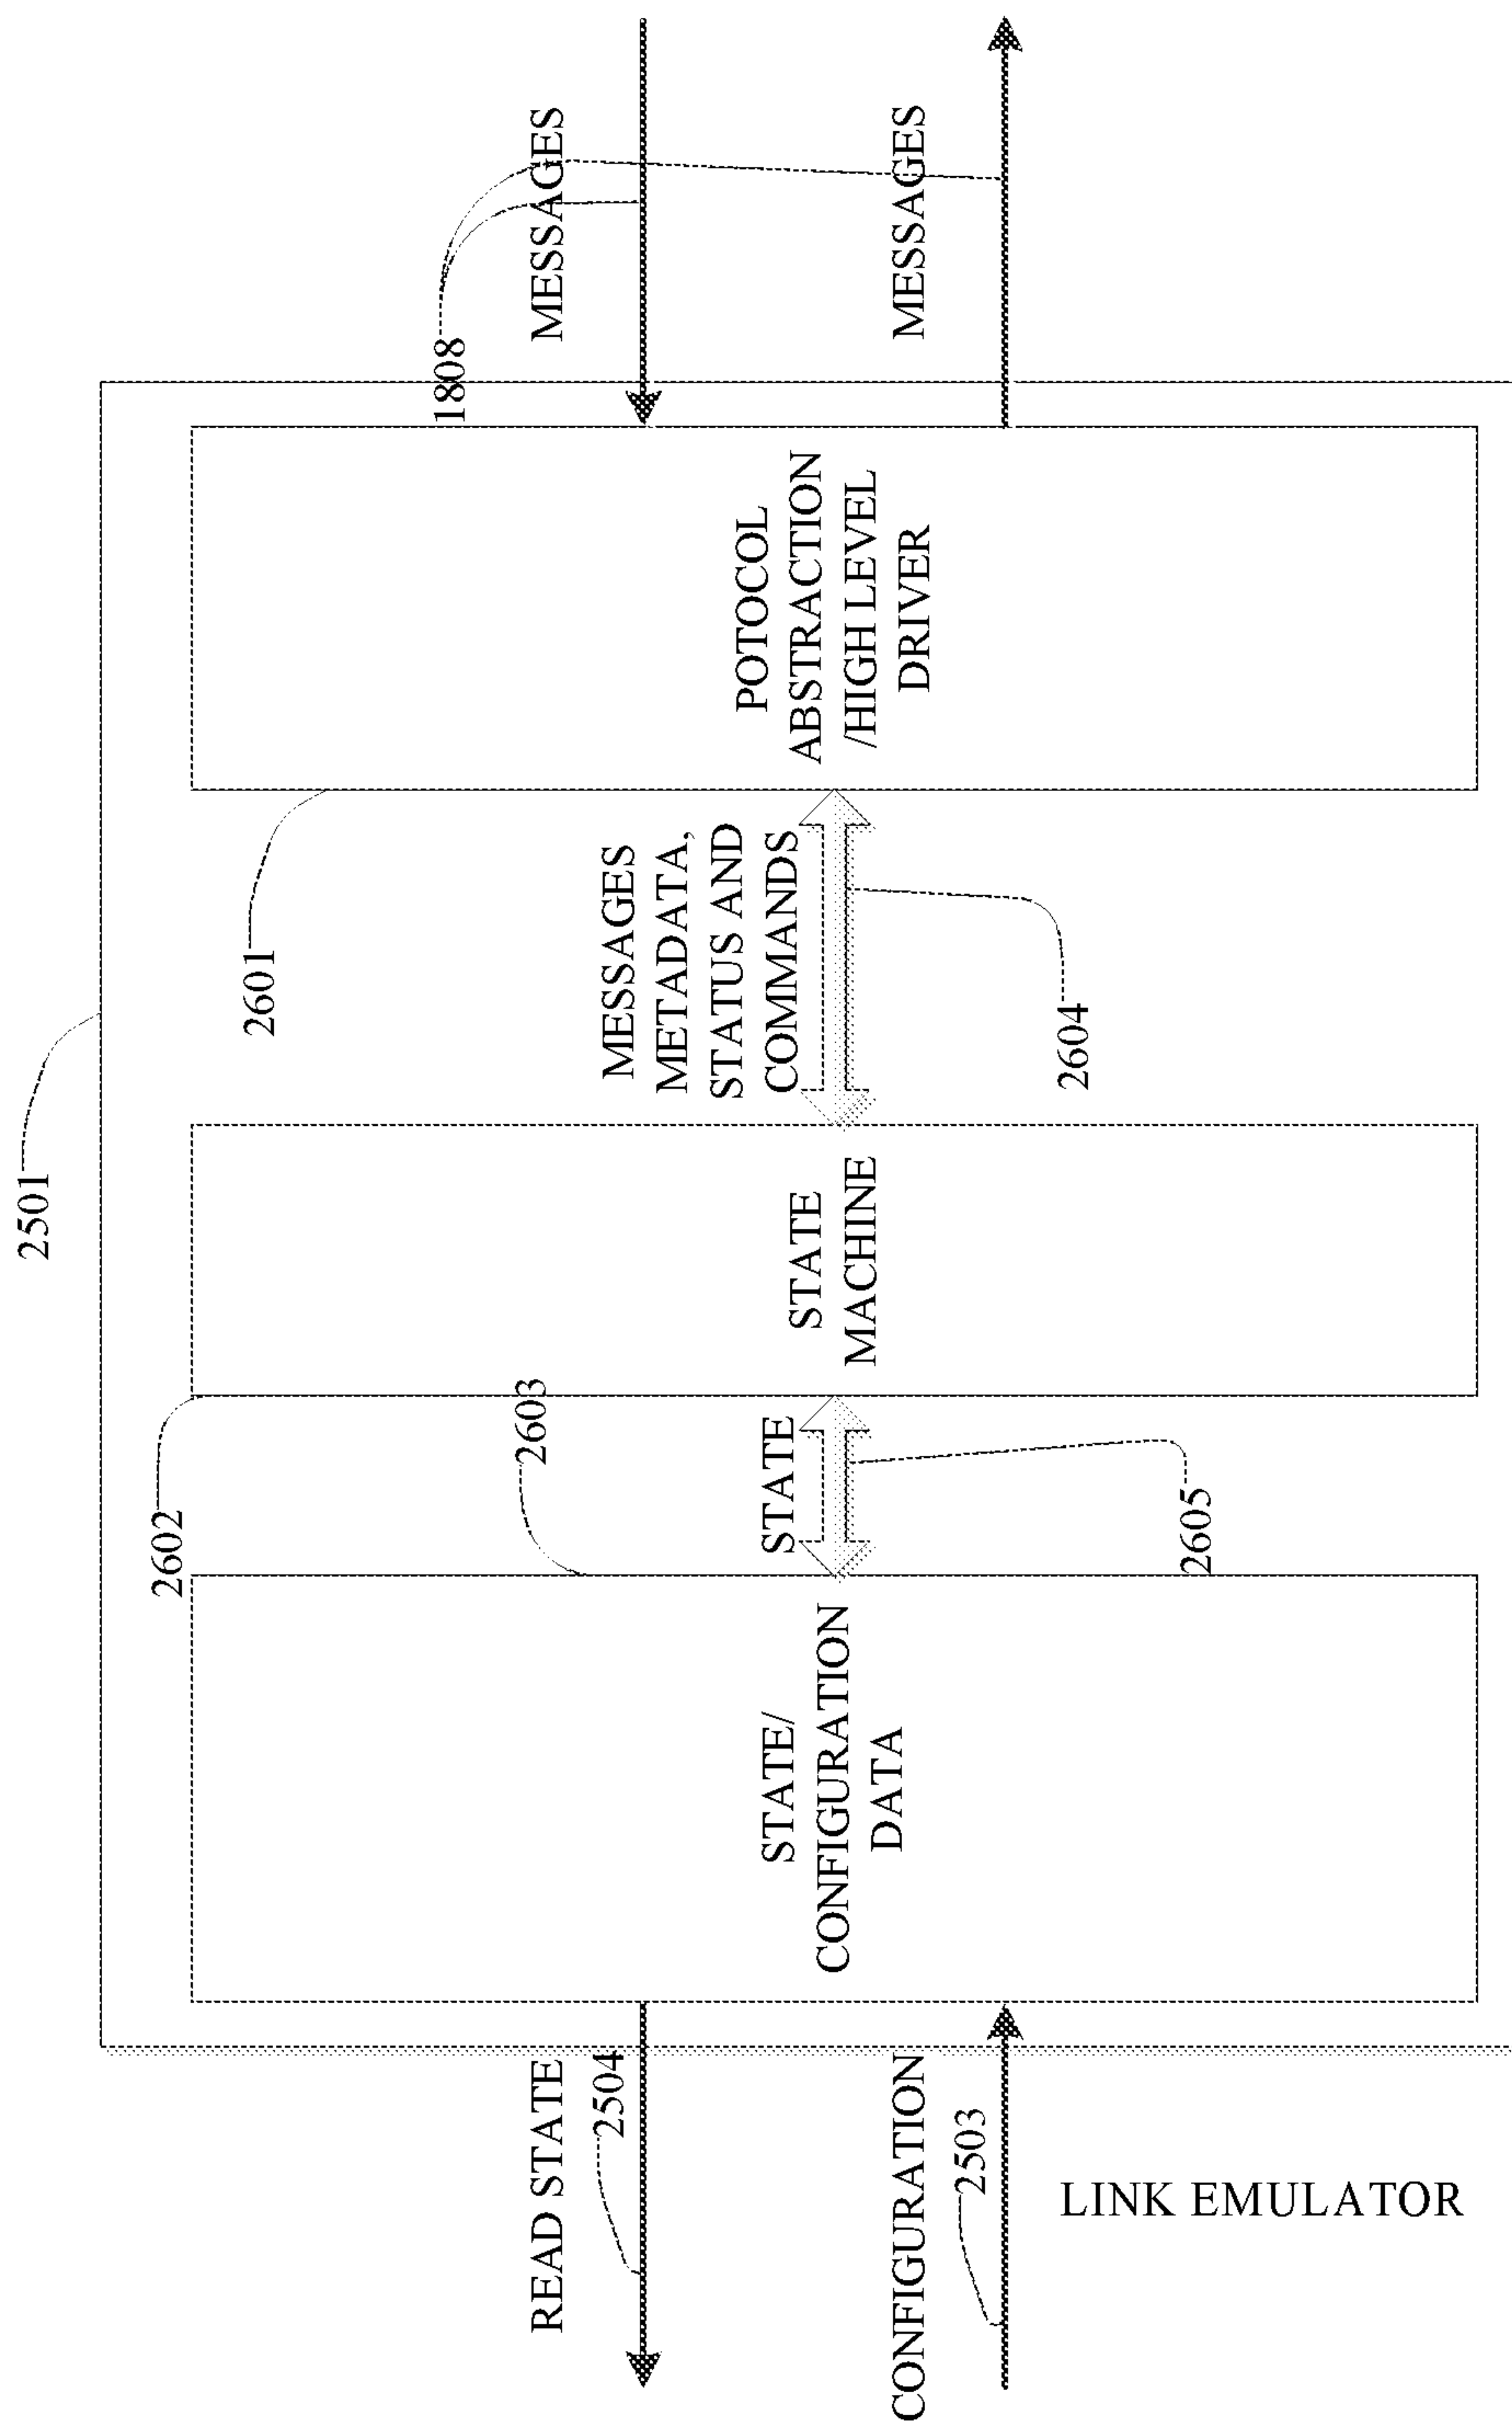 2501
2602
2601
2603
1808
READ STATE
2504
STATE/
CONFIGURATION
DATA
STATE
STATE
MACHINE
MESSAGES
METADATA,
STATUS AND
COMMANDS
POTOCOL
ABSTRACTION
/HIGH LEVEL
DRIVER
MESSAGES
MESSAGES
CONFIGURATION
2503
2605
2604
LINK EMULATOR